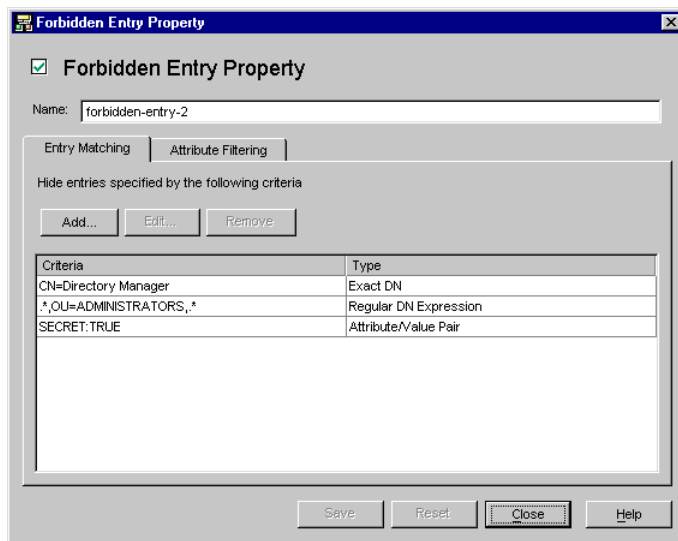 Forbidden Entry Property
Forbidden Entry Property
Name: forbidden-entry-2
Entry Matching Attribute Filtering
Hide entries specified by the following criteria
Add... Edit... Remove
Criteria Type
CN=Directory Manager Exact DN
.*,OU=ADMINISTRATORS,.* Regular DN Expression
SECRET:TRUE Attribute/Value Pair
Save Reset Close Help